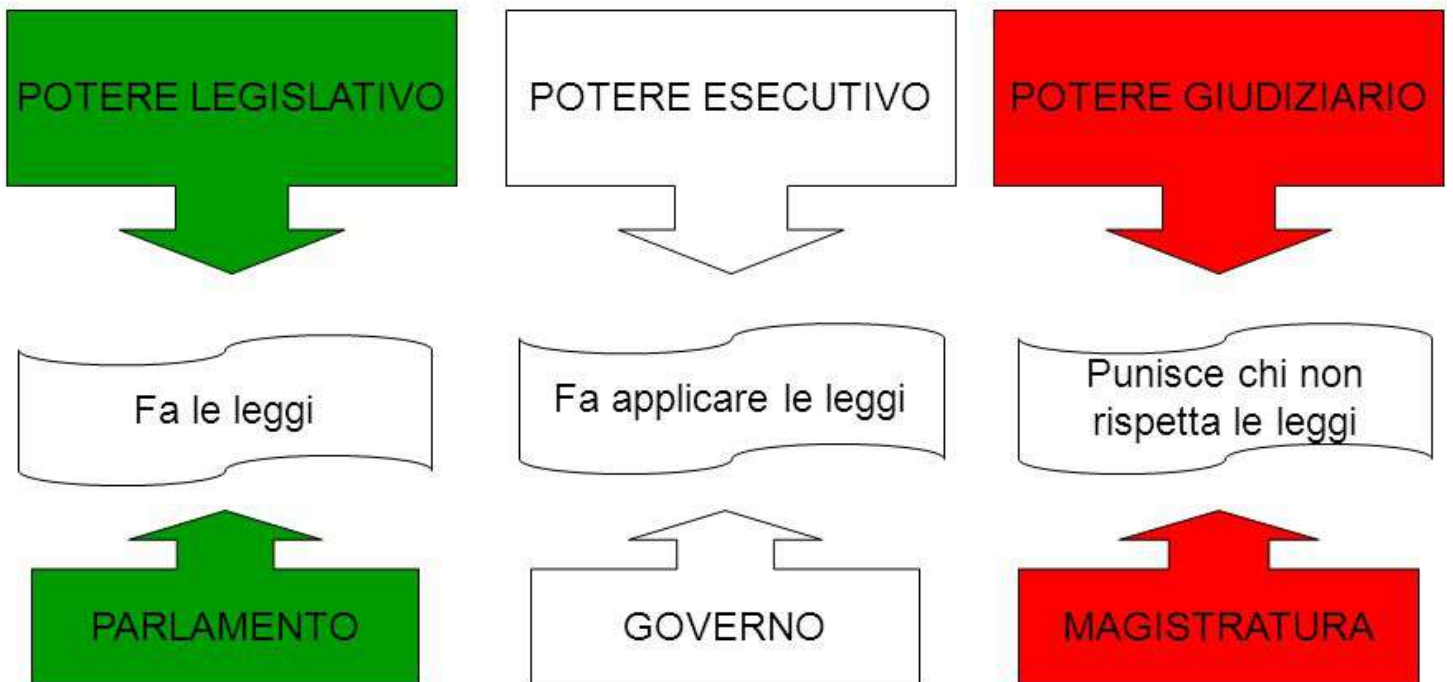 POTERE LEGISLATIVO
POTERE ESECUTIVO
POTERE GIUDIZIARIO
Fa le leggi
Fa applicare le leggi
Punisce chi non
rispetta le leggi
PARLAMENTO
GOVERNO
MAGISTRATURA